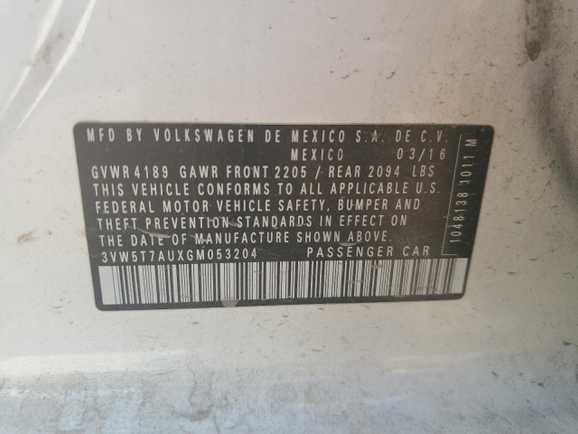 MFD BY VOLKSWAGEN DE MEXICO S.A. DE C.V.
MEXICO 03/16
GVWR 4189 GAWR FRONT 2205 / REAR 2094 LBS
THIS VEHICLE CONFORMS TO ALL APPLICABLE U.S.
FEDERAL MOTOR VEHICLE SAFETY, BUMPER AND
THEFT PREVENTION STANDARDS IN EFFECT ON
THE DATE OF MANUFACTURE SHOWN ABOVE.
3VW5T7AUXGM053204 PASSENGER CAR
1048138 1011 M